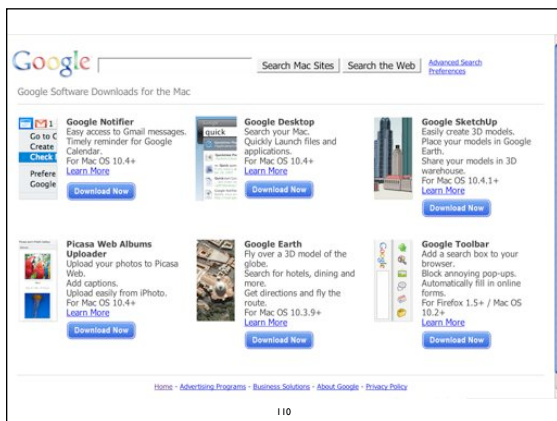 Google
Search Mac Sites
Search the Web
Advanced Search
Preferences
Google Software Downloads for the Mac
1
Go to C
Create
Check
Prefere
Google
Google Notifier
Easy access to Gmail messages.
Timely reminder for Google
Calendar.
For Mac OS 10.4+
Learn More
Download Now
quick
Google Desktop
Search your Mac.
Quickly Launch files and
applications.
For Mac OS 10.4+
Learn More
Download Now
Google SketchUp
Easily create 3D models.
Place your models in Google
Earth.
Share your models in 3D
warehouse.
For Mac OS 10.4.1+
Learn More
Download Now
Picasa Web Albums
Uploader
Upload your photos to Picasa
Web.
Add captions.
Upload easily from iPhoto.
For Mac OS 10.4+
Learn More
Download Now
Google Earth
Fly over a 3D model of the
globe.
Search for hotels, dining and
more.
Get directions and fly the
route.
For Mac OS 10.3.9+
Learn More
Download Now
Google Toolbar
Add a search box to your
browser.
Block annoying pop-ups.
Automatically fill in online
forms.
For Firefox 1.5+ / Mac OS
10.2+
Learn More
Download Now
Home - Advertising Programs - Business Solutions - About Google - Privacy Policy
110